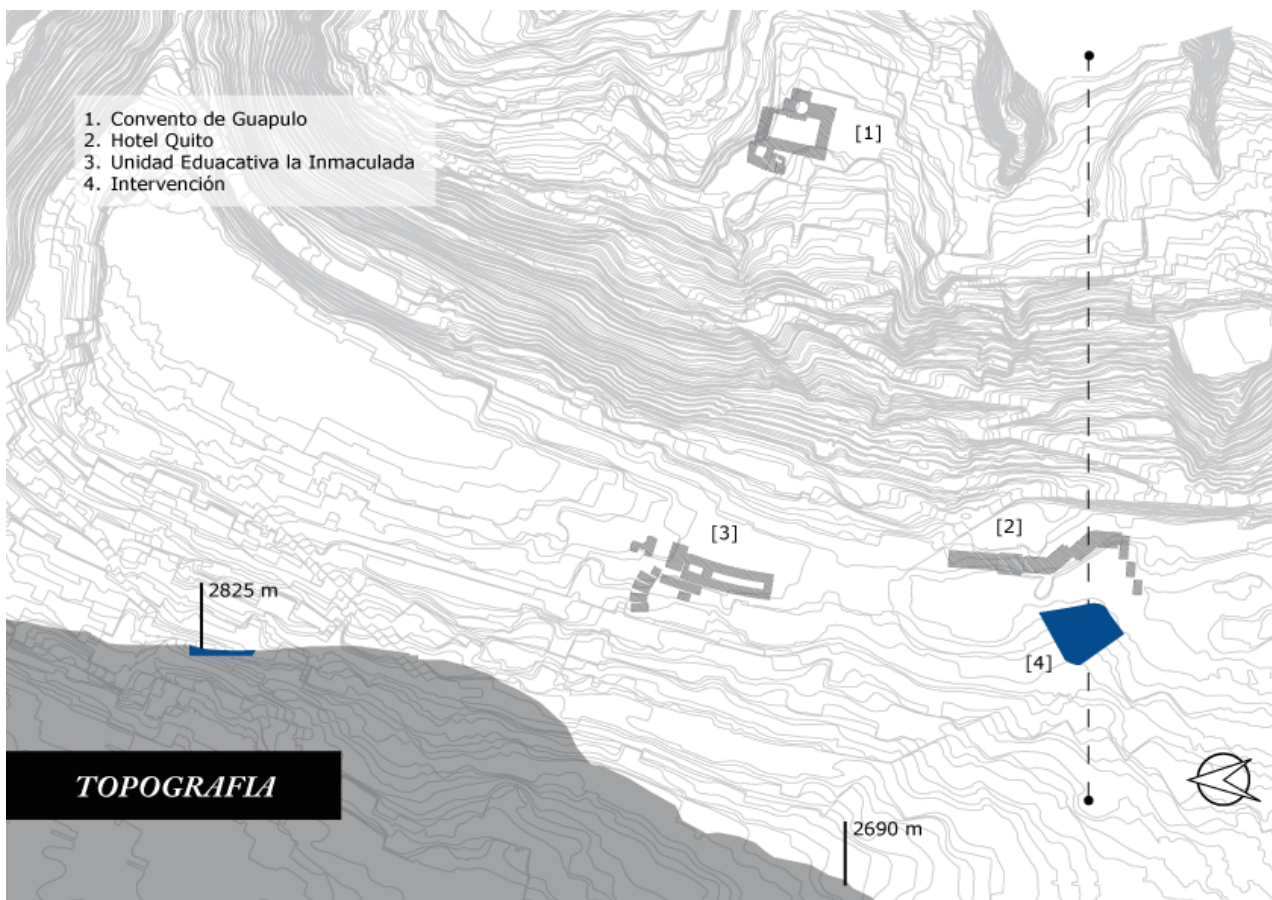 1. Convento de Guapulo
2. Hotel Quito
3. Unidad Eduacativa la Inmaculada
4. Intervención
[1]
[2]
[3]
[4]
2825 m
TOPOGRAFIA
2690 m